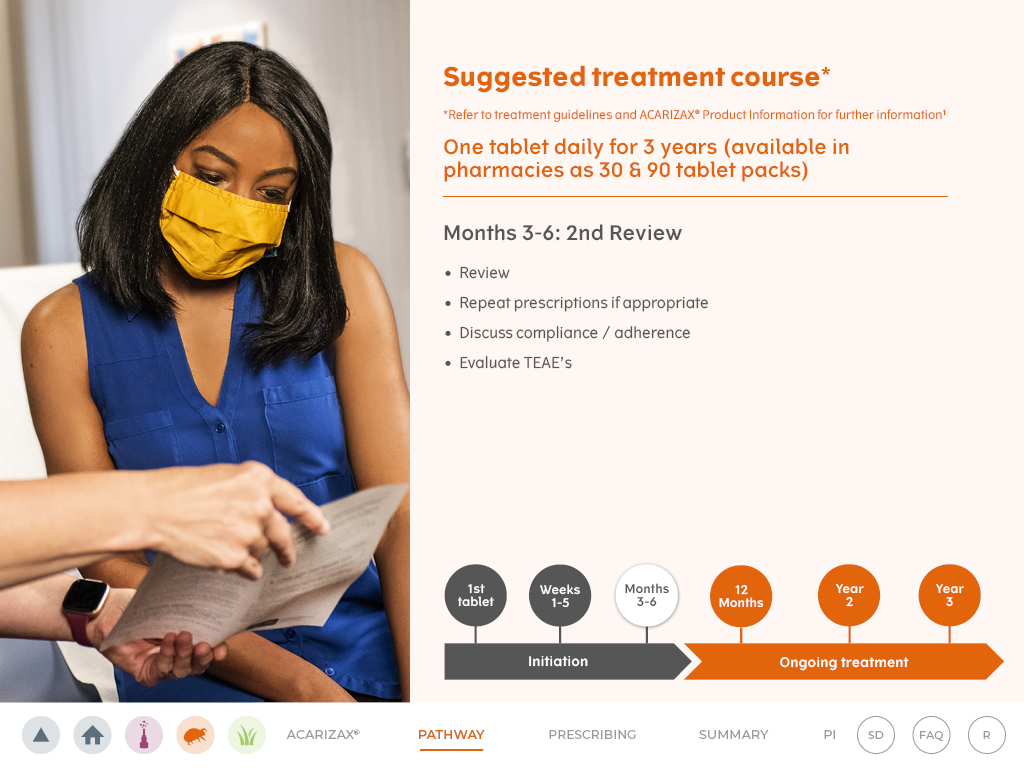 Suggested treatment course*
*Refer to treatment guidelines and ACARIZAX® Product Information for further information¹
One tablet daily for 3 years (available in
pharmacies as 30 & 90 tablet packs)
Months 3-6: 2nd Review
• Review
• Repeat prescriptions if appropriate
• Discuss compliance / adherence
• Evaluate TEAE’s
1st
tablet
Weeks
1-5
Months
3-6
12
Months
Year
2
Year
3
Initiation
Ongoing treatment
ACARIZAX®
PATHWAY
PRESCRIBING
SUMMARY
PI
SD
FAQ
R